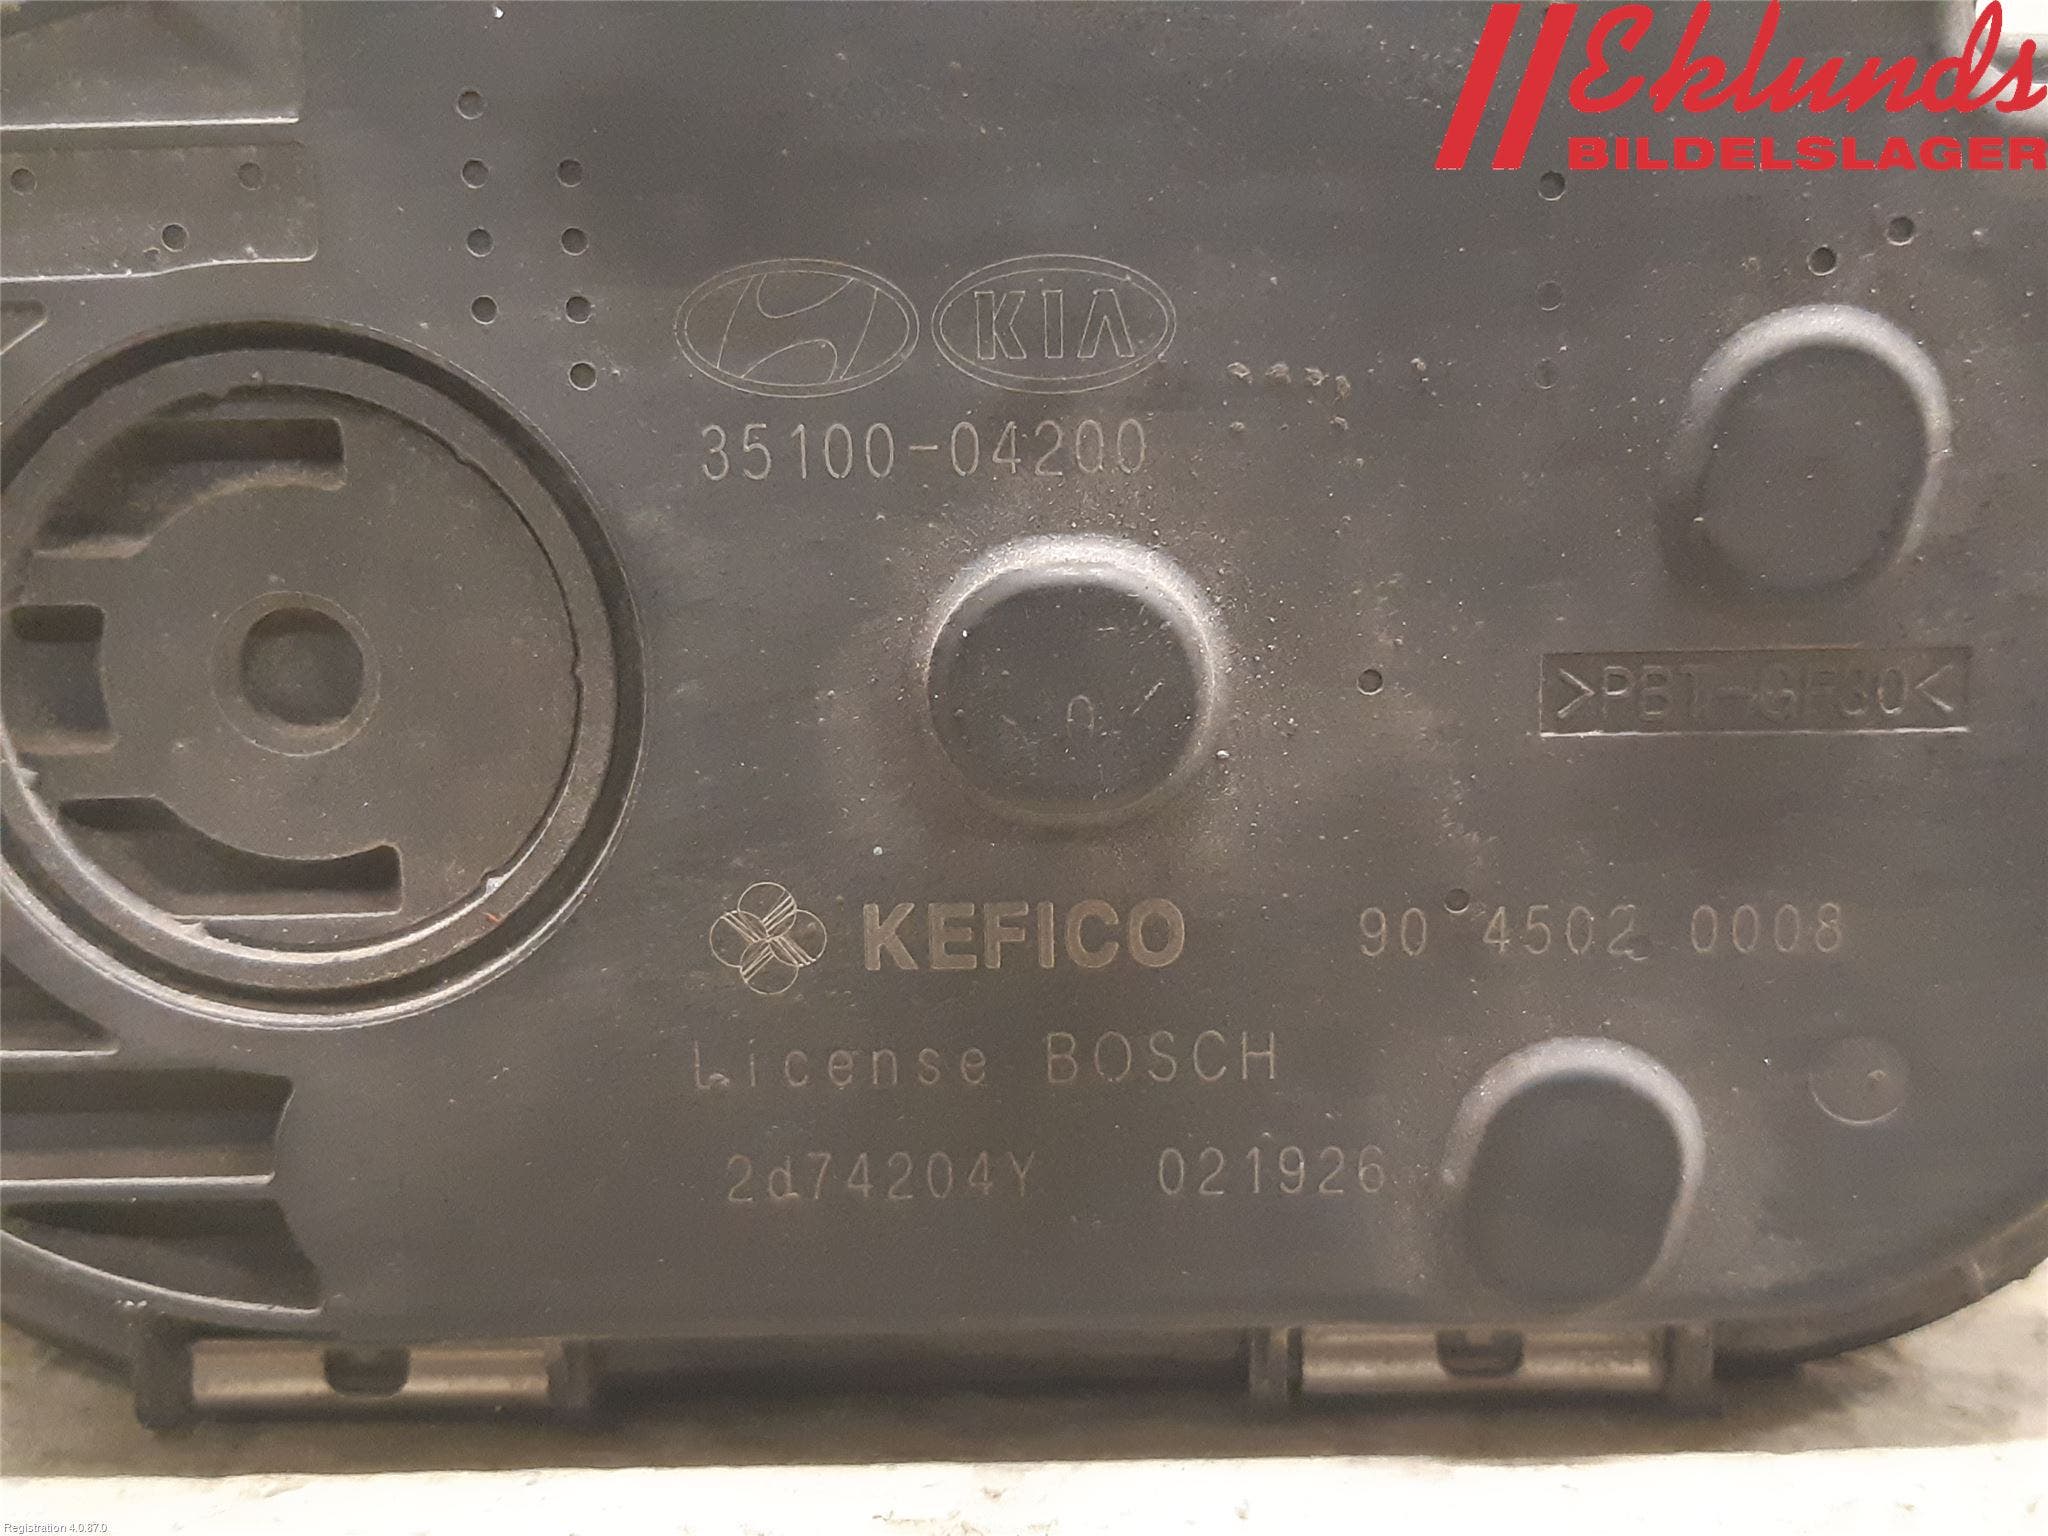 Eklunds
BILDELSLAGER
KIA
35100-04200
>PBT-GF30<
KEFICO 90 4502 0008
License BOSCH
2d74204Y 021926
Registration 4.0.87.0